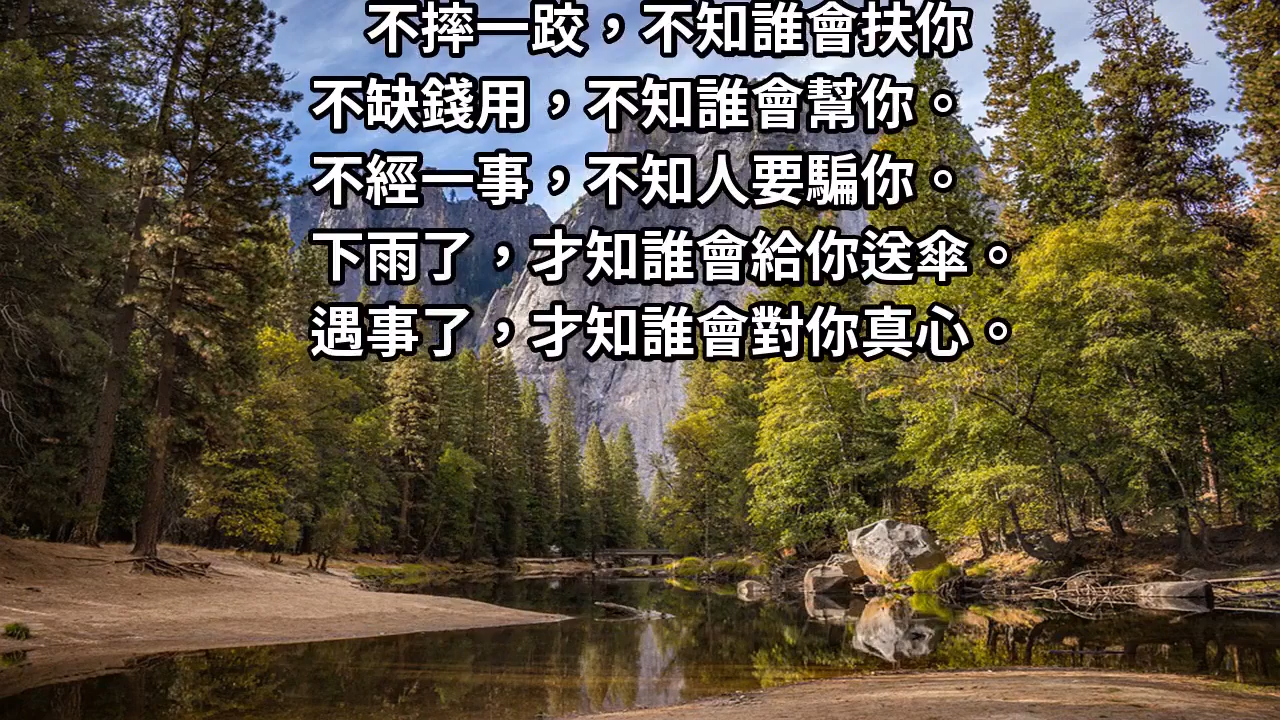 不摔一跤，不知誰會扶你
不缺錢用，不知誰會幫你。
不經一事，不知人要騙你。
下雨了，才知誰會給你送傘。
遇事了，才知誰會對你真心。